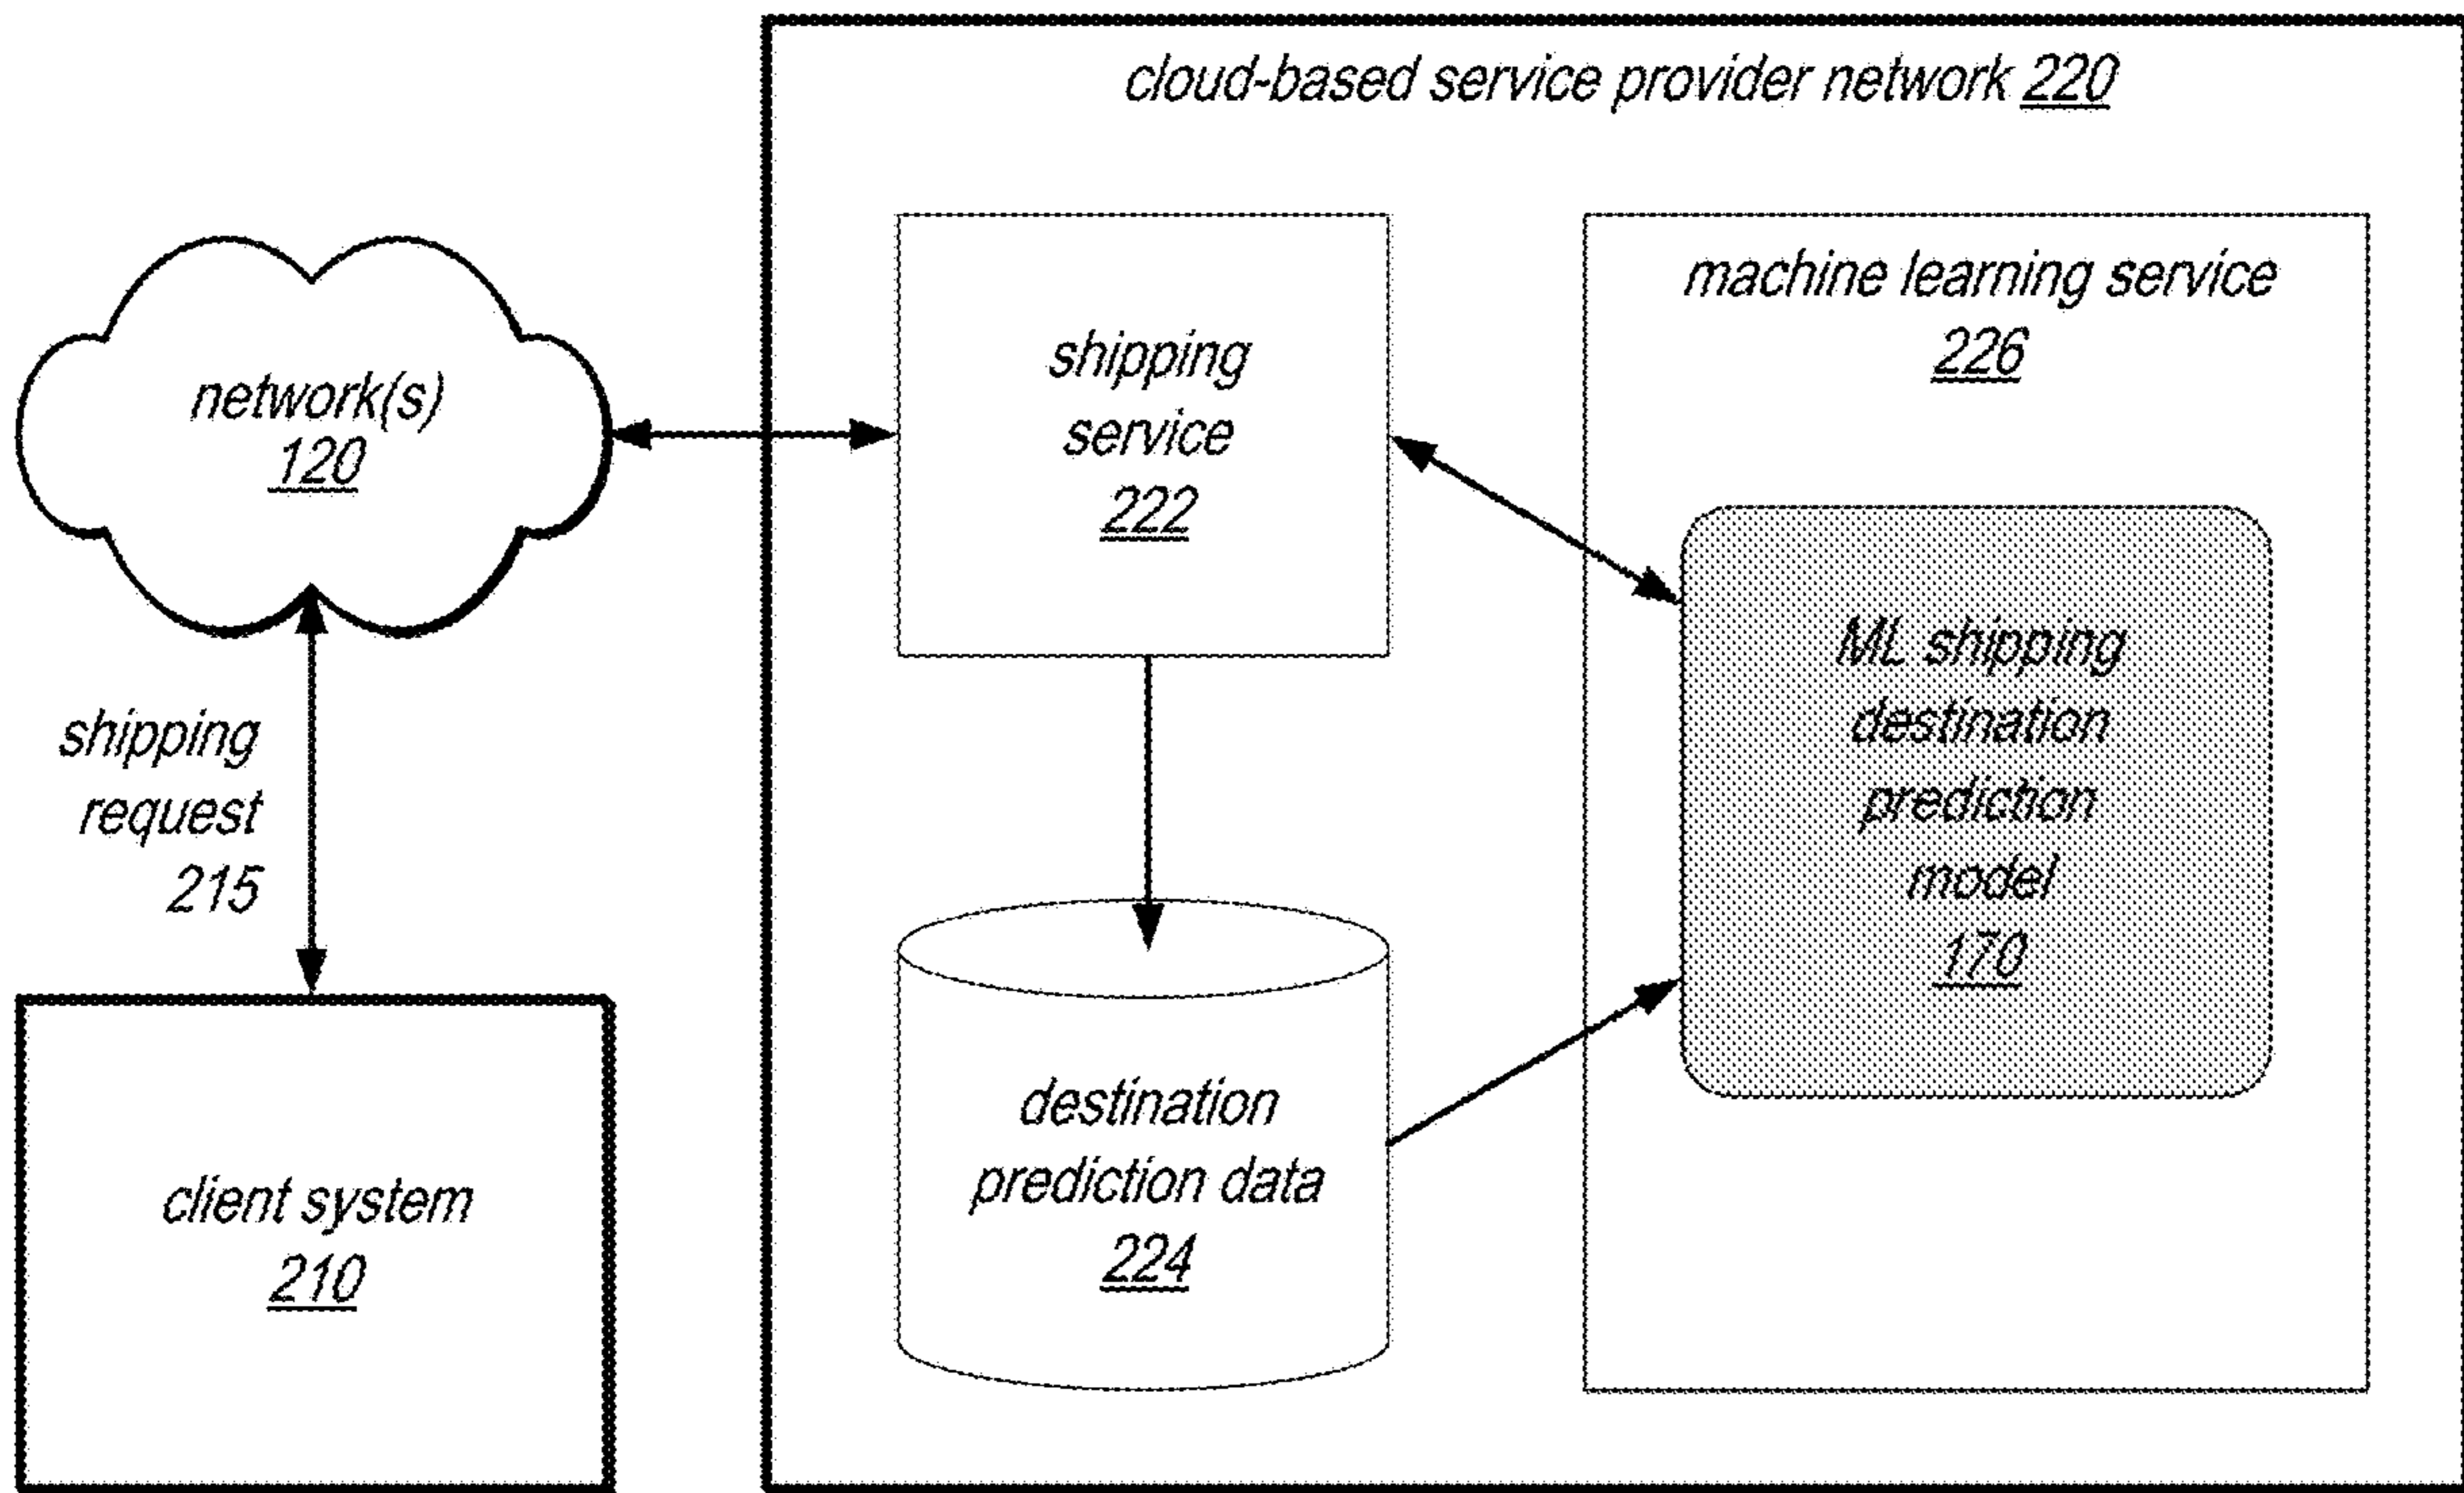 cloud-based service provider network 220
network(s)
120
shipping
request
215
client system
210
shipping
service
222
destination
prediction data
224
machine learning service
226
ML shipping
destination
prediction
model
170